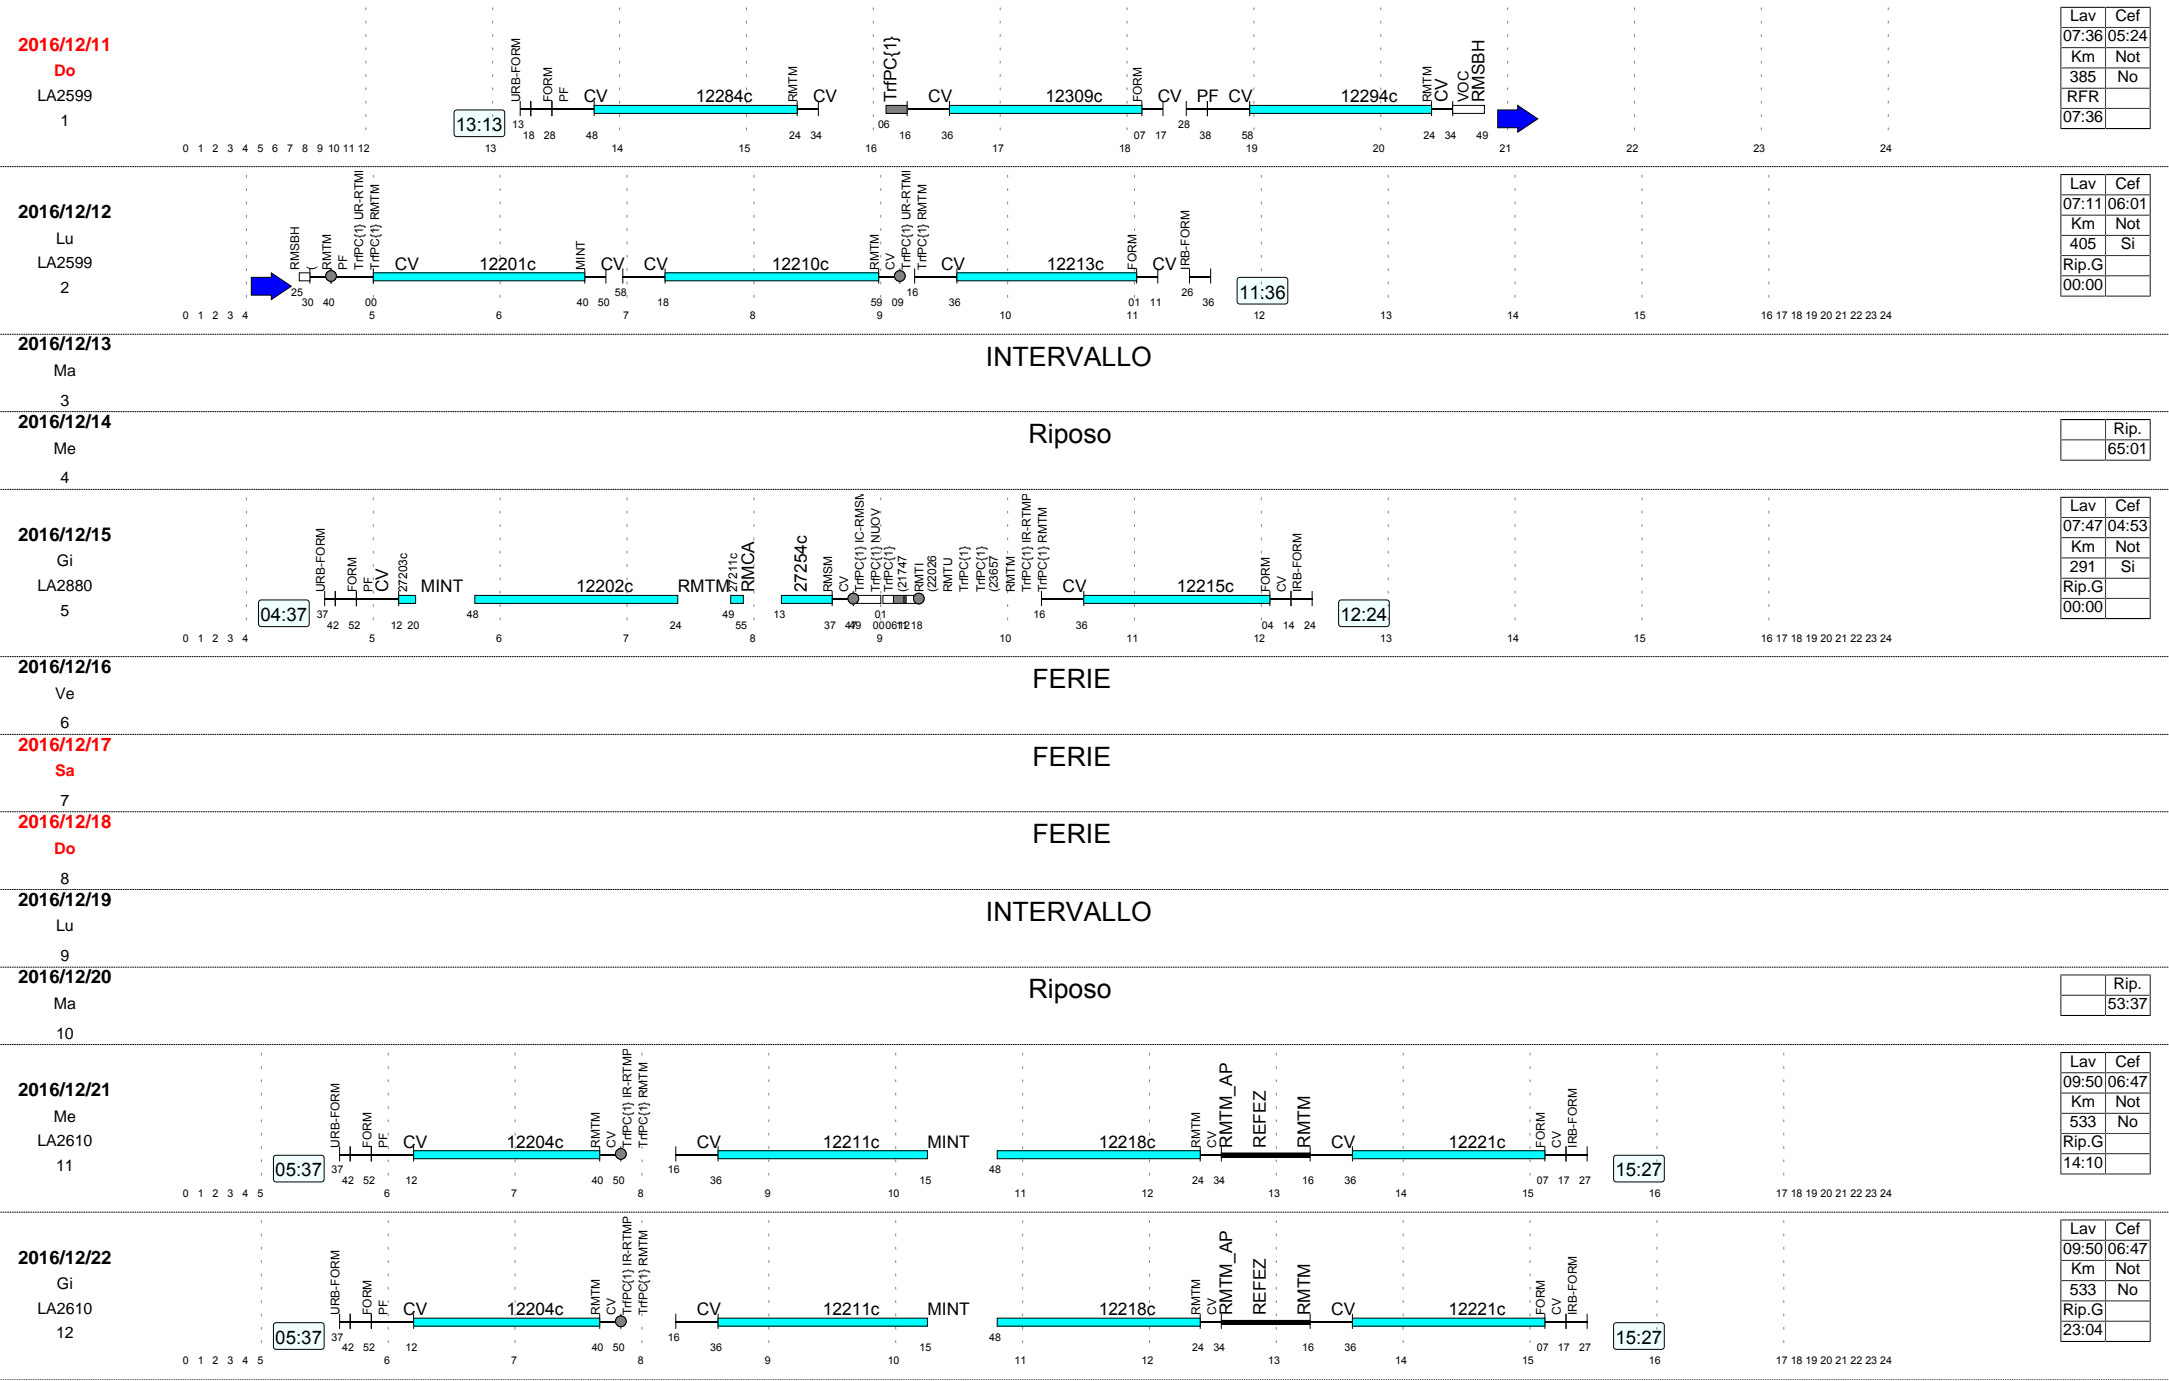 2016/12/11
Do
LA2599
1
13:13
URB-FORM FORM PF CV 12284c RMTM CV TrfPC{1} CV 12309c FORM CV PF CV 12294c RMTM CV VOC RMSBH
13 18 28 48 24 34 06 16 36 07 17 28 38 58 24 34 49
0 1 2 3 4 5 6 7 8 9 10 11 12 13 14 15 16 17 18 19 20 21 22 23 24
Lav Cef
07:36 05:24
Km Not
385 No
RFR
07:36
2016/12/12
Lu
LA2599
2
RMSBH ( RMTM PF TrfPC{1} UR-RTMI TrfPC{1} RMTM CV 12201c MINT CV CV 12210c RMTM CV TrfPC{1} UR-RTMI TrfPC{1} RMTM CV 12213c FORM CV IRB-FORM
25 30 40 00 40 50 58 18 59 09 16 36 01 11 26 36
11:36
0 1 2 3 4 5 6 7 8 9 10 11 12 13 14 15 16 17 18 19 20 21 22 23 24
Lav Cef
07:11 06:01
Km Not
405 Si
Rip.G
00:00
2016/12/13
Ma
3
INTERVALLO
2016/12/14
Me
4
Riposo
Rip.
65:01
2016/12/15
Gi
LA2880
5
04:37
URB-FORM FORM PF CV 27203c MINT 12202c RMTM 27211c RMCA 27254c RMSM CV TrfPC{1} IC-RMSM TrfPC{1} NUOV TrfPC{1} (21747 RMTI (22026 RMTU TrfPC{1} TrfPC{1} (23657 RMTM TrfPC{1} IR-RTMP TrfPC{1} RMTM CV 12215c FORM CV IRB-FORM
37 42 52 12 20 48 24 49 55 13 37 49 01 00 06 12 18 16 36 04 14 24
12:24
0 1 2 3 4 5 6 7 8 9 10 11 12 13 14 15 16 17 18 19 20 21 22 23 24
Lav Cef
07:47 04:53
Km Not
291 Si
Rip.G
00:00
2016/12/16
Ve
6
FERIE
2016/12/17
Sa
7
FERIE
2016/12/18
Do
8
FERIE
2016/12/19
Lu
9
INTERVALLO
2016/12/20
Ma
10
Riposo
Rip.
53:37
2016/12/21
Me
LA2610
11
05:37
URB-FORM FORM PF CV 12204c RMTM CV TrfPC{1} IR-RTMP TrfPC{1} RMTM CV 12211c MINT 12218c RMTM CV RMTM_AP REFEZ RMTM CV 12221c FORM CV IRB-FORM
37 42 52 12 40 50 16 36 15 48 24 34 16 36 07 17 27
15:27
0 1 2 3 4 5 6 7 8 9 10 11 12 13 14 15 16 17 18 19 20 21 22 23 24
Lav Cef
09:50 06:47
Km Not
533 No
Rip.G
14:10
2016/12/22
Gi
LA2610
12
05:37
URB-FORM FORM PF CV 12204c RMTM CV TrfPC{1} IR-RTMP TrfPC{1} RMTM CV 12211c MINT 12218c RMTM CV RMTM_AP REFEZ RMTM CV 12221c FORM CV IRB-FORM
37 42 52 12 40 50 16 36 15 48 24 34 16 36 07 17 27
15:27
0 1 2 3 4 5 6 7 8 9 10 11 12 13 14 15 16 17 18 19 20 21 22 23 24
Lav Cef
09:50 06:47
Km Not
533 No
Rip.G
23:04